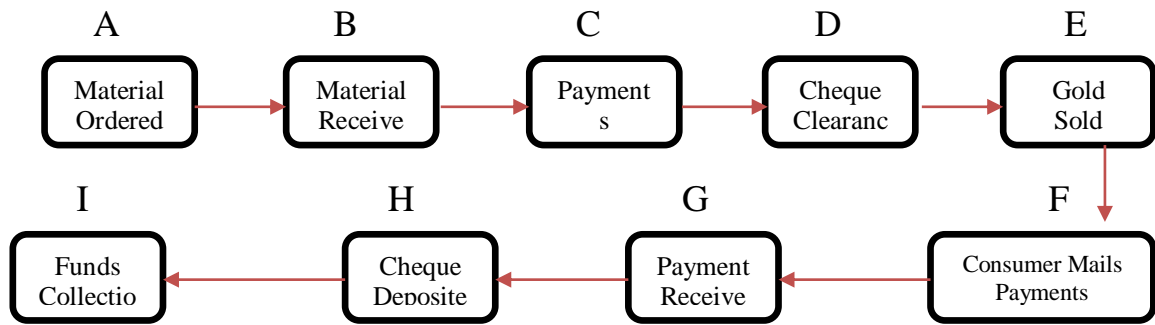 A
B
C
D
E
Material
Ordered
Material
Receive
Payment
s
Cheque
Clearanc
Gold
Sold
I
H
G
F
Funds
Collectio
Cheque
Deposite
Payment
Receive
Consumer Mails
Payments